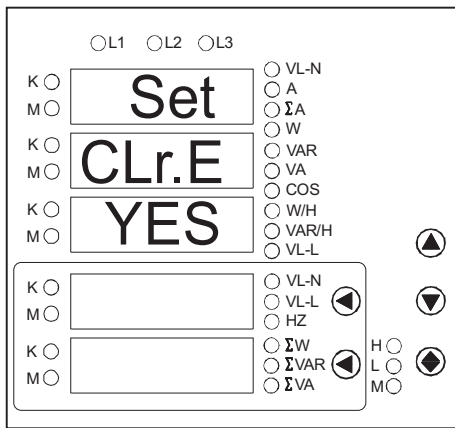 L1 L2 L3
K
M
Set
VL-N
A
ΣA
W
K
M
CLr.E
VAR
VA
COS
K
M
YES
W/H
VAR/H
VL-L
K
M
VL-N
VL-L
HZ
K
M
ΣW
ΣVAR
ΣVA
H
L
M